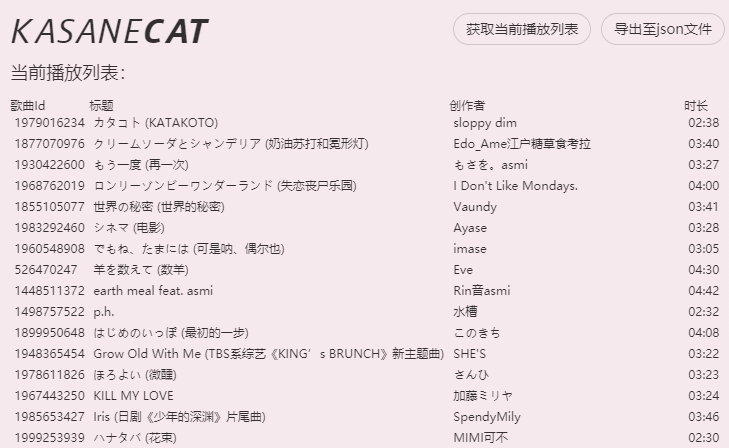 KASANECAT 获取当前播放列表 导出至json文件
当前播放列表：
歌曲Id 标题 创作者 时长
1979016234 カタコト (KATAKOTO) sloppy dim 02:38
1877070976 クリームソーダとシャンデリア (奶油苏打和冕形灯) Edo_Ame江户糖草食考拉 03:40
1930422600 もう一度 (再一次) もさを。asmi 03:27
1968762019 ロンリーゾンビーワンダーランド (失恋丧尸乐园) I Don't Like Mondays. 04:00
1855105077 世界の秘密 (世界的秘密) Vaundy 03:41
1983292460 シネマ (电影) Ayase 03:28
1960548908 でもね、たまには (可是呐、偶尔也) imase 03:05
526470247 羊を数えて (数羊) Eve 04:30
1448511372 earth meal feat. asmi Rin音asmi 04:42
1498757522 p.h. 水槽 02:32
1899950648 はじめのいっぽ (最初的一步) このきち 04:08
1948365454 Grow Old With Me (TBS系综艺《KING’s BRUNCH》新主题曲) SHE'S 03:22
1978611826 ほろよい (微醺) さんひ 03:23
1967443250 KILL MY LOVE 加藤ミリヤ 03:24
1985653427 Iris (日剧《少年的深渊》片尾曲) SpendyMily 03:46
1999253939 ハナタバ (花束) MIMI可不 02:30